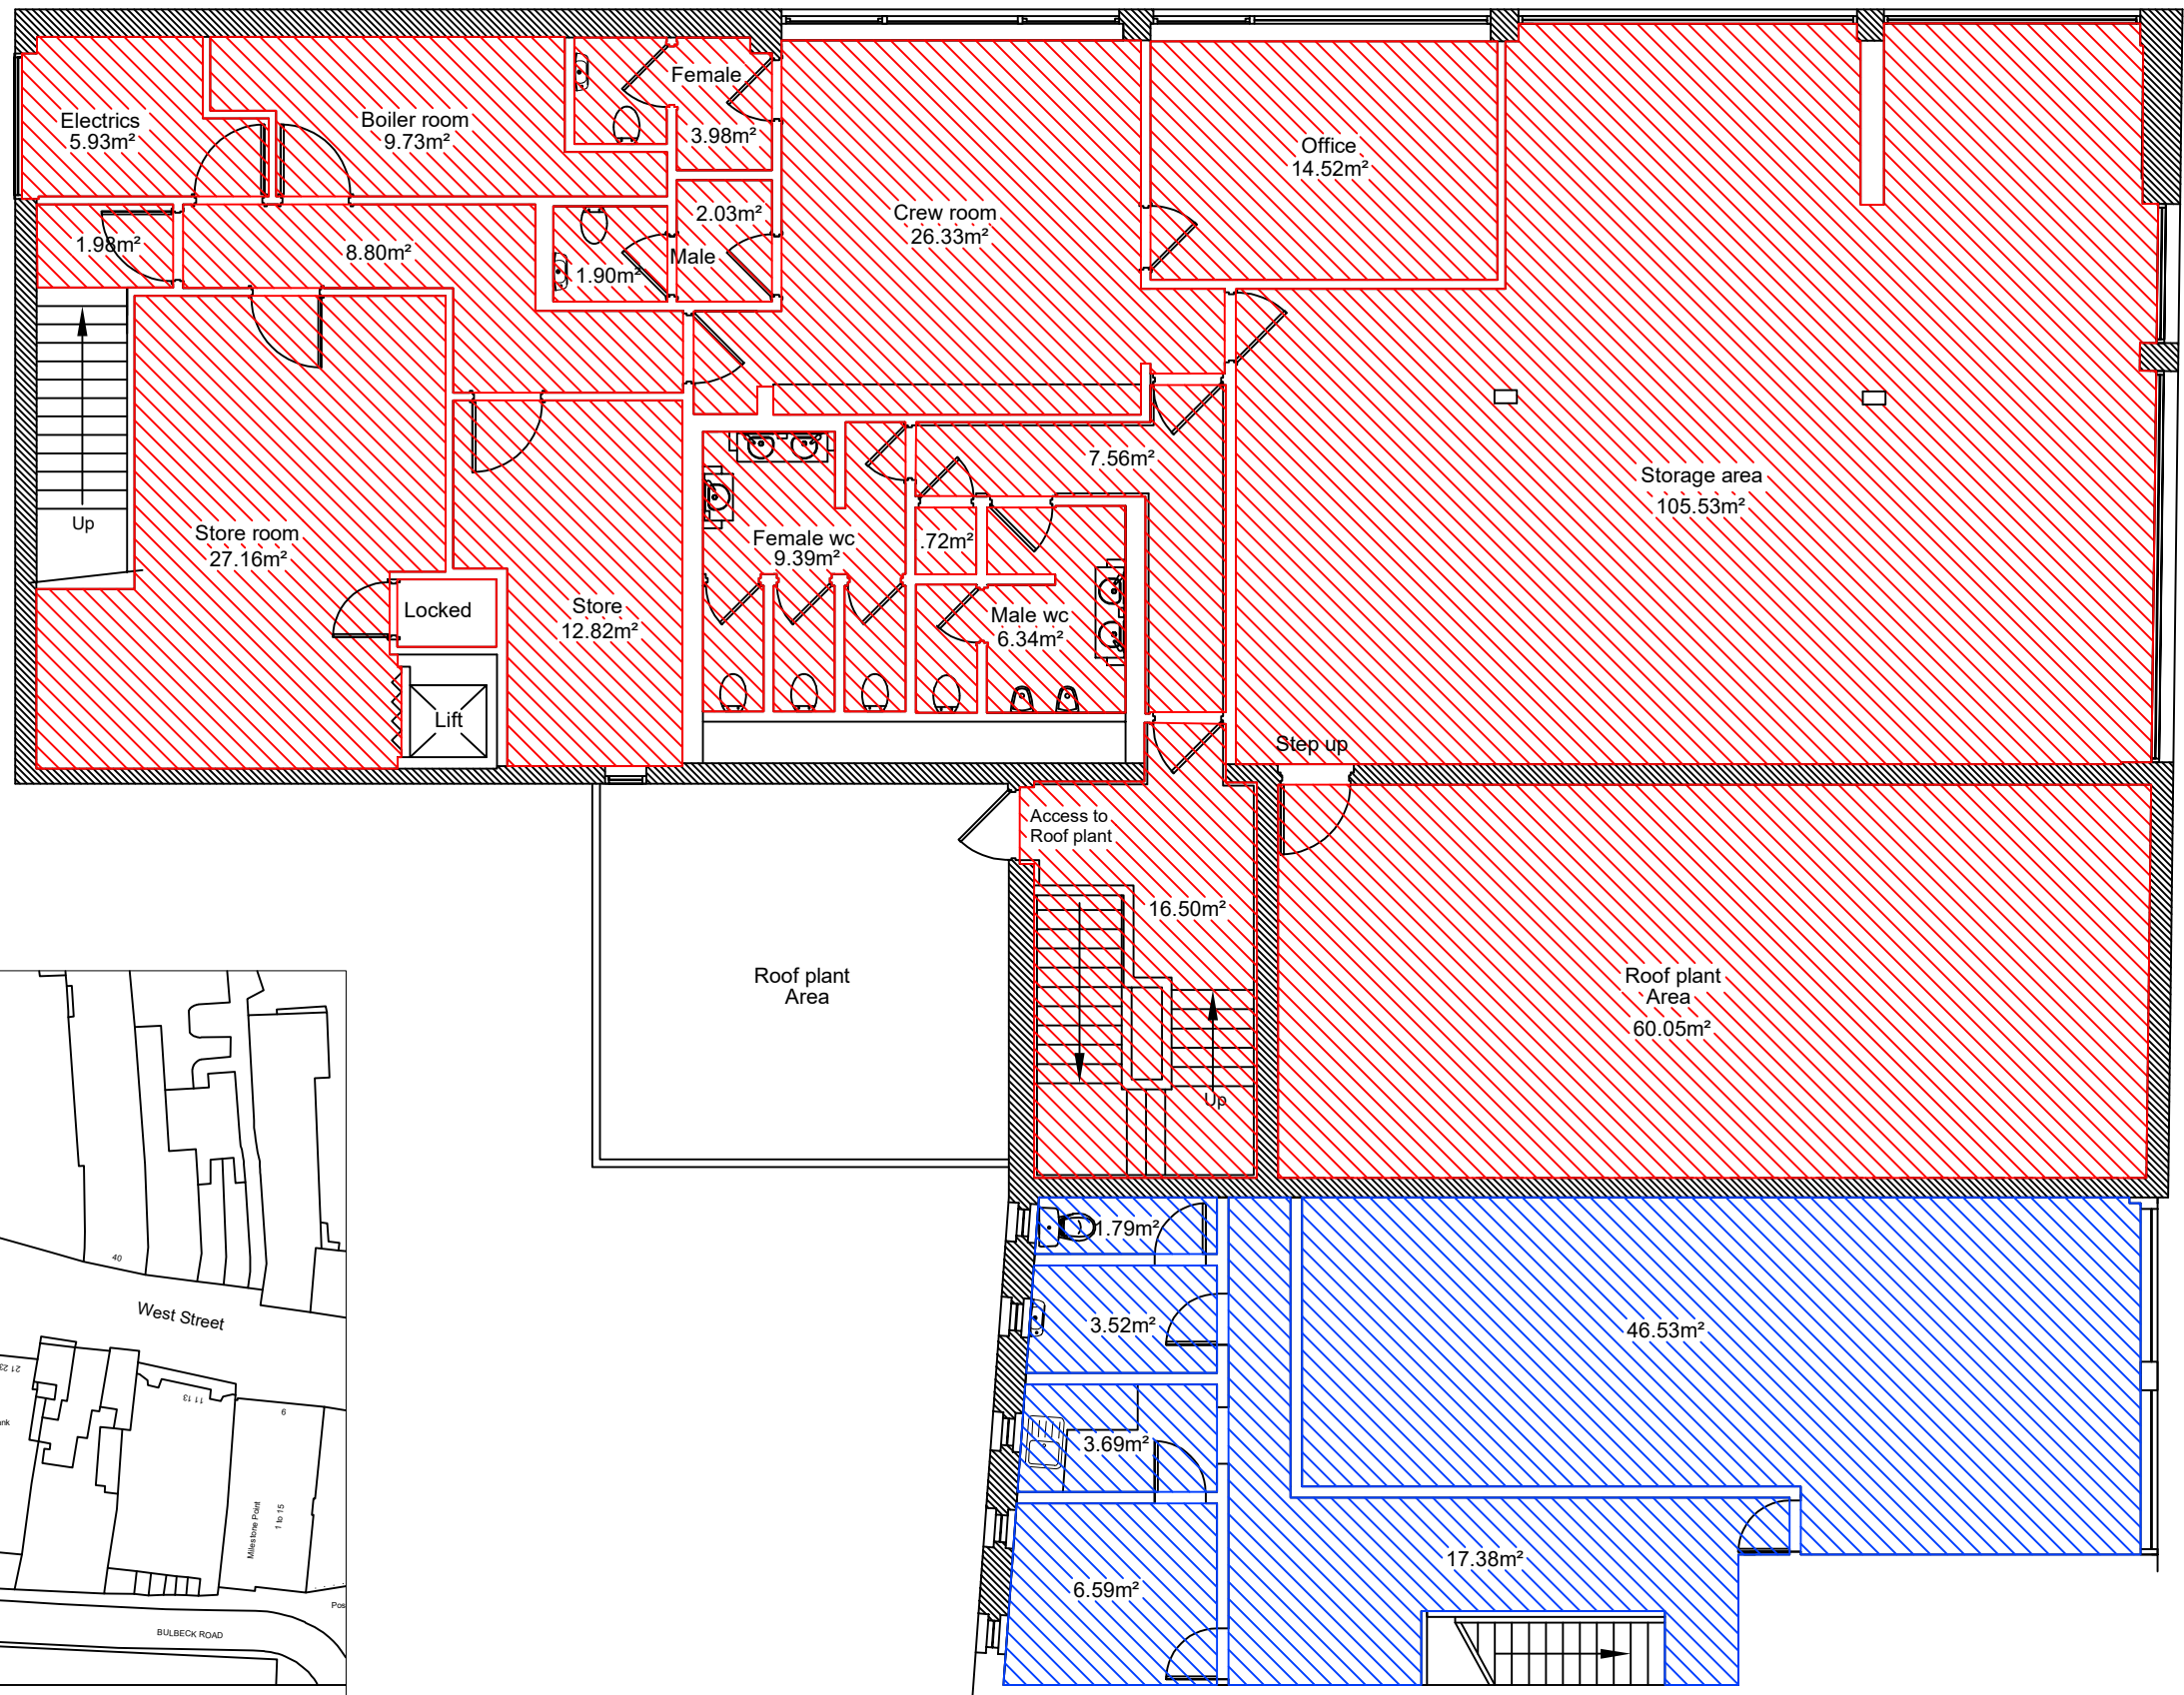 Female
3.98m²
Electrics
5.93m²
Boiler room
9.73m²
Office
14.52m²
2.03m²
Male
1.90m²
Crew room
26.33m²
1.98m²
8.80m²
7.56m²
Storage area
105.53m²
Up
Store room
27.16m²
Female wc
9.39m²
.72m²
Locked
Store
12.82m²
Male wc
6.34m²
Lift
Step up
Access to
Roof plant
16.50m²
Roof plant
Area
Roof plant
Area
60.05m²
Up
1.79m²
3.52m²
46.53m²
3.69m²
17.38m²
6.59m²
40
West Street
11 13
9
Milestone Point
1 to 15
BULBECK ROAD